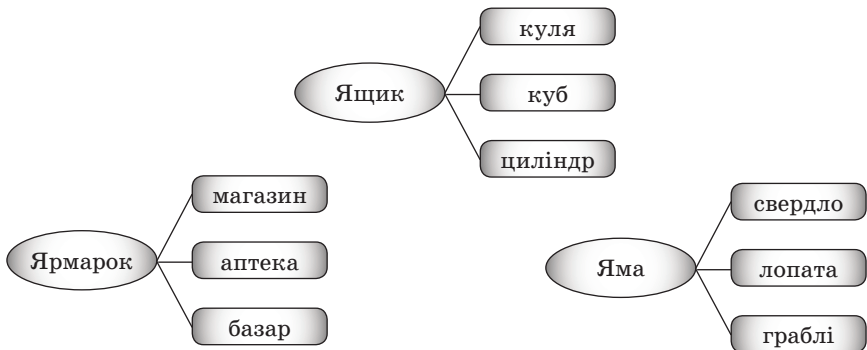 Ящик
куля
куб
циліндр
Ярмарок
магазин
аптека
базар
Яма
свердло
лопата
граблі